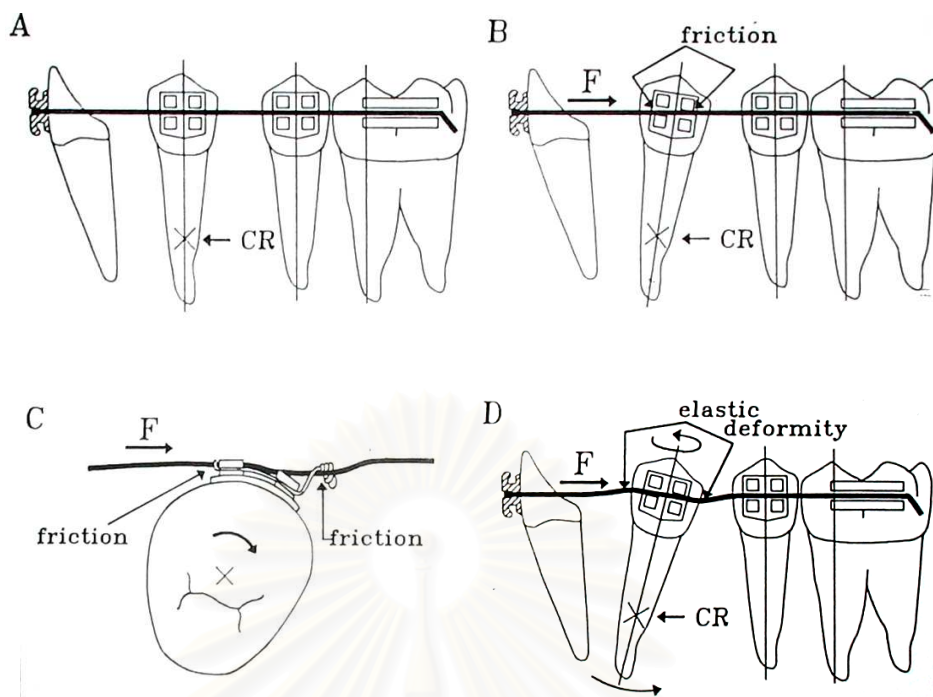 A
← CR
B
friction
F
← CR
C
F
friction
friction
D
elastic
deformity
F
← CR